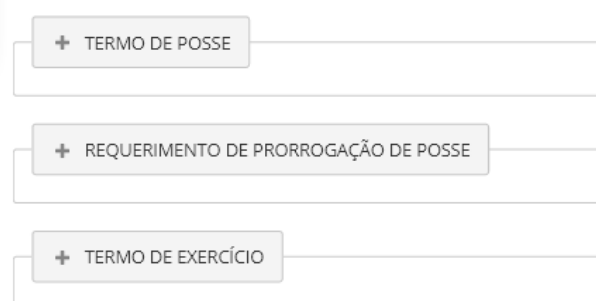 TERMO DE POSSE
REQUERIMENTO DE PRORROGAÇÃO DE POSSE
TERMO DE EXERCÍCIO